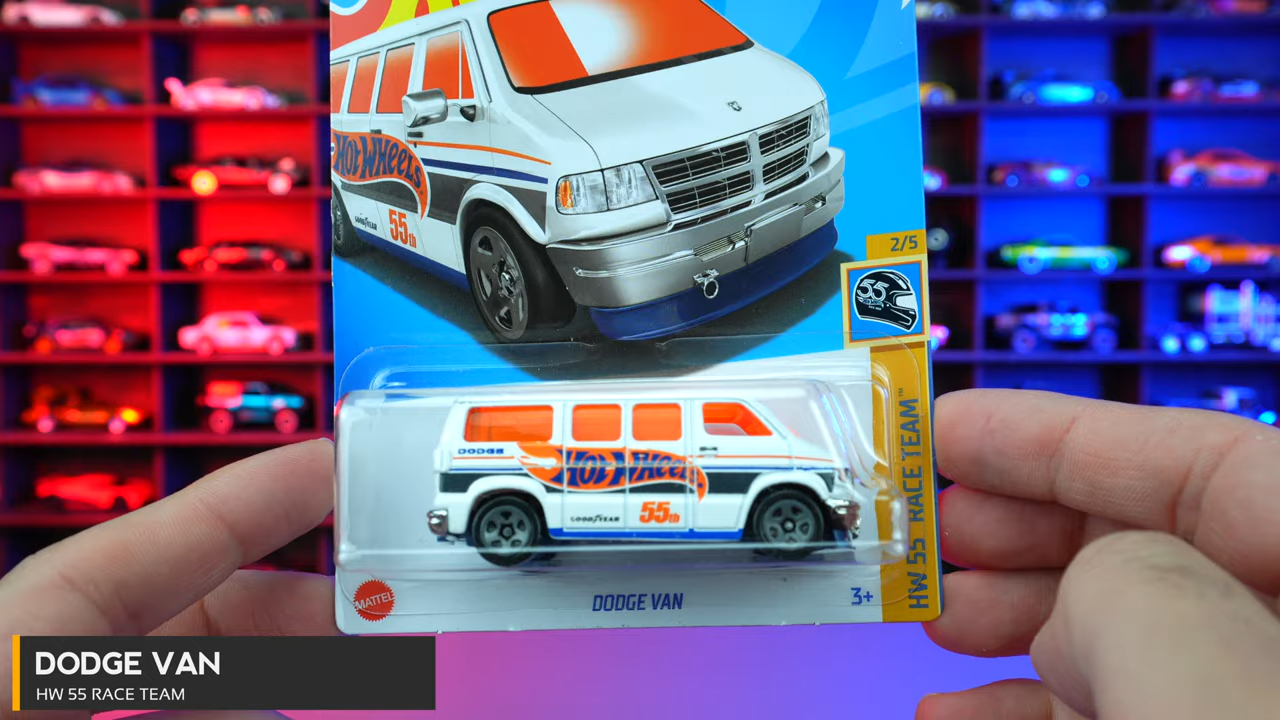 HOT WHEELS
GOODYEAR
55th
2/5
55
HW 55 RACE TEAM™
DODGE
HOT WHEELS
GOODYEAR
55th
MATTEL
DODGE VAN
3+
DODGE VAN
HW 55 RACE TEAM